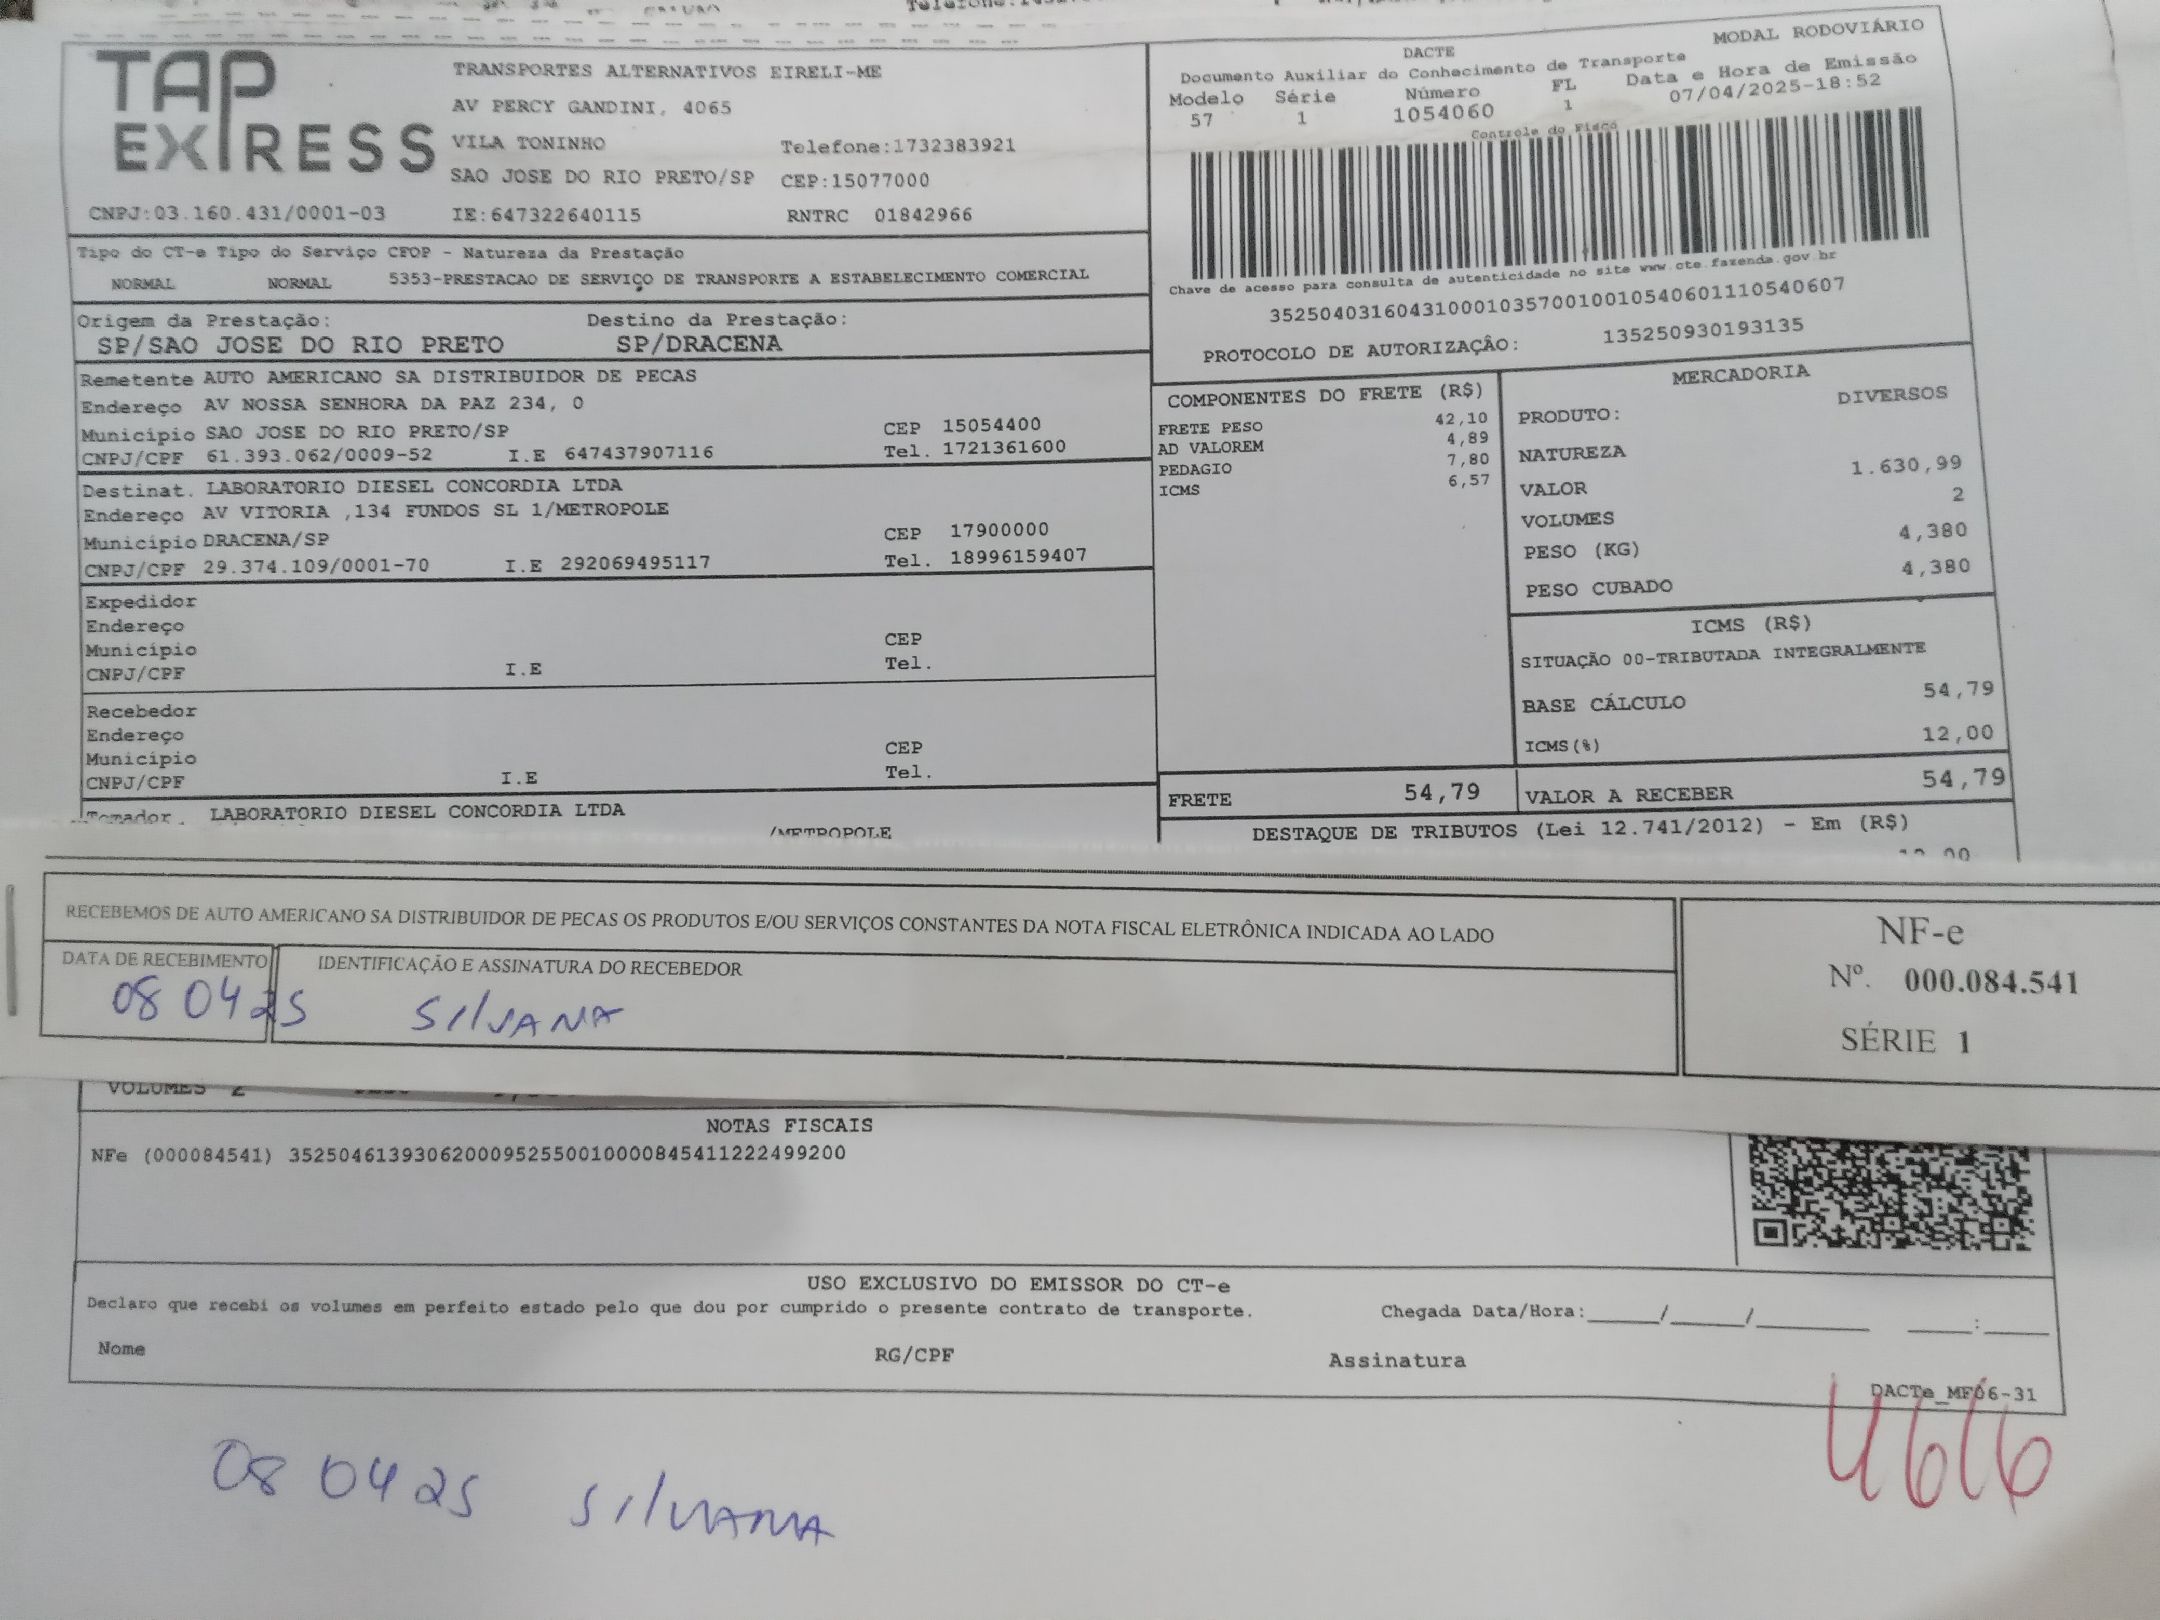 TAP EXPRESS
TRANSPORTES ALTERNATIVOS EIRELI-ME
AV PERCY GANDINI, 4065
VILA TONINHO Telefone:1732383921
SAO JOSE DO RIO PRETO/SP CEP:15077000
CNPJ:03.160.431/0001-03 IE:647322640115 RNTRC 01842966
MODAL RODOVIÁRIO
DACTE
Documento Auxiliar do Conhecimento de Transporte
Modelo Série Número FL Data e Hora de Emissão
57 1 1054060 1 07/04/2025-18:52
Controle do Fisco
Chave de acesso para consulta de autenticidade no site www.cte.fazenda.gov.br
35250403160431000103570010010540601110540607
PROTOCOLO DE AUTORIZAÇÃO: 135250930193135
Tipo do CT-e Tipo do Serviço CFOP - Natureza da Prestação
NORMAL NORMAL 5353-PRESTACAO DE SERVIÇO DE TRANSPORTE A ESTABELECIMENTO COMERCIAL
Origem da Prestação: Destino da Prestação:
SP/SAO JOSE DO RIO PRETO SP/DRACENA
Remetente AUTO AMERICANO SA DISTRIBUIDOR DE PECAS
Endereço AV NOSSA SENHORA DA PAZ 234, 0
Município SAO JOSE DO RIO PRETO/SP CEP 15054400
CNPJ/CPF 61.393.062/0009-52 I.E 647437907116 Tel. 1721361600
Destinat. LABORATORIO DIESEL CONCORDIA LTDA
Endereço AV VITORIA ,134 FUNDOS SL 1/METROPOLE
Município DRACENA/SP CEP 17900000
CNPJ/CPF 29.374.109/0001-70 I.E 292069495117 Tel. 18996159407
Expedidor
Endereço
Município CEP
CNPJ/CPF I.E Tel.
Recebedor
Endereço
Município CEP
CNPJ/CPF I.E Tel.
Tomador. LABORATORIO DIESEL CONCORDIA LTDA
/METROPOLE
COMPONENTES DO FRETE (R$)
FRETE PESO 42,10
AD VALOREM 4,89
PEDAGIO 7,80
ICMS 6,57
MERCADORIA
PRODUTO: DIVERSOS
NATUREZA
VALOR 1.630,99
VOLUMES 2
PESO (KG) 4,380
PESO CUBADO 4,380
ICMS (R$)
SITUAÇÃO 00-TRIBUTADA INTEGRALMENTE
BASE CÁLCULO 54,79
ICMS(%) 12,00
FRETE 54,79 VALOR A RECEBER 54,79
DESTAQUE DE TRIBUTOS (Lei 12.741/2012) - Em (R$)
RECEBEMOS DE AUTO AMERICANO SA DISTRIBUIDOR DE PECAS OS PRODUTOS E/OU SERVIÇOS CONSTANTES DA NOTA FISCAL ELETRÔNICA INDICADA AO LADO
DATA DE RECEBIMENTO IDENTIFICAÇÃO E ASSINATURA DO RECEBEDOR
08 04 25 SILVANA
NF-e
Nº. 000.084.541
SÉRIE 1
VOLUMES 2
NOTAS FISCAIS
NFe (000084541) 35250461393062000952550010000845411222499200
USO EXCLUSIVO DO EMISSOR DO CT-e
Declaro que recebi os volumes em perfeito estado pelo que dou por cumprido o presente contrato de transporte. Chegada Data/Hora:____/____/______ ____:____
Nome RG/CPF Assinatura
DACTe_MF06-31
4616
08 04 25 SILVANA